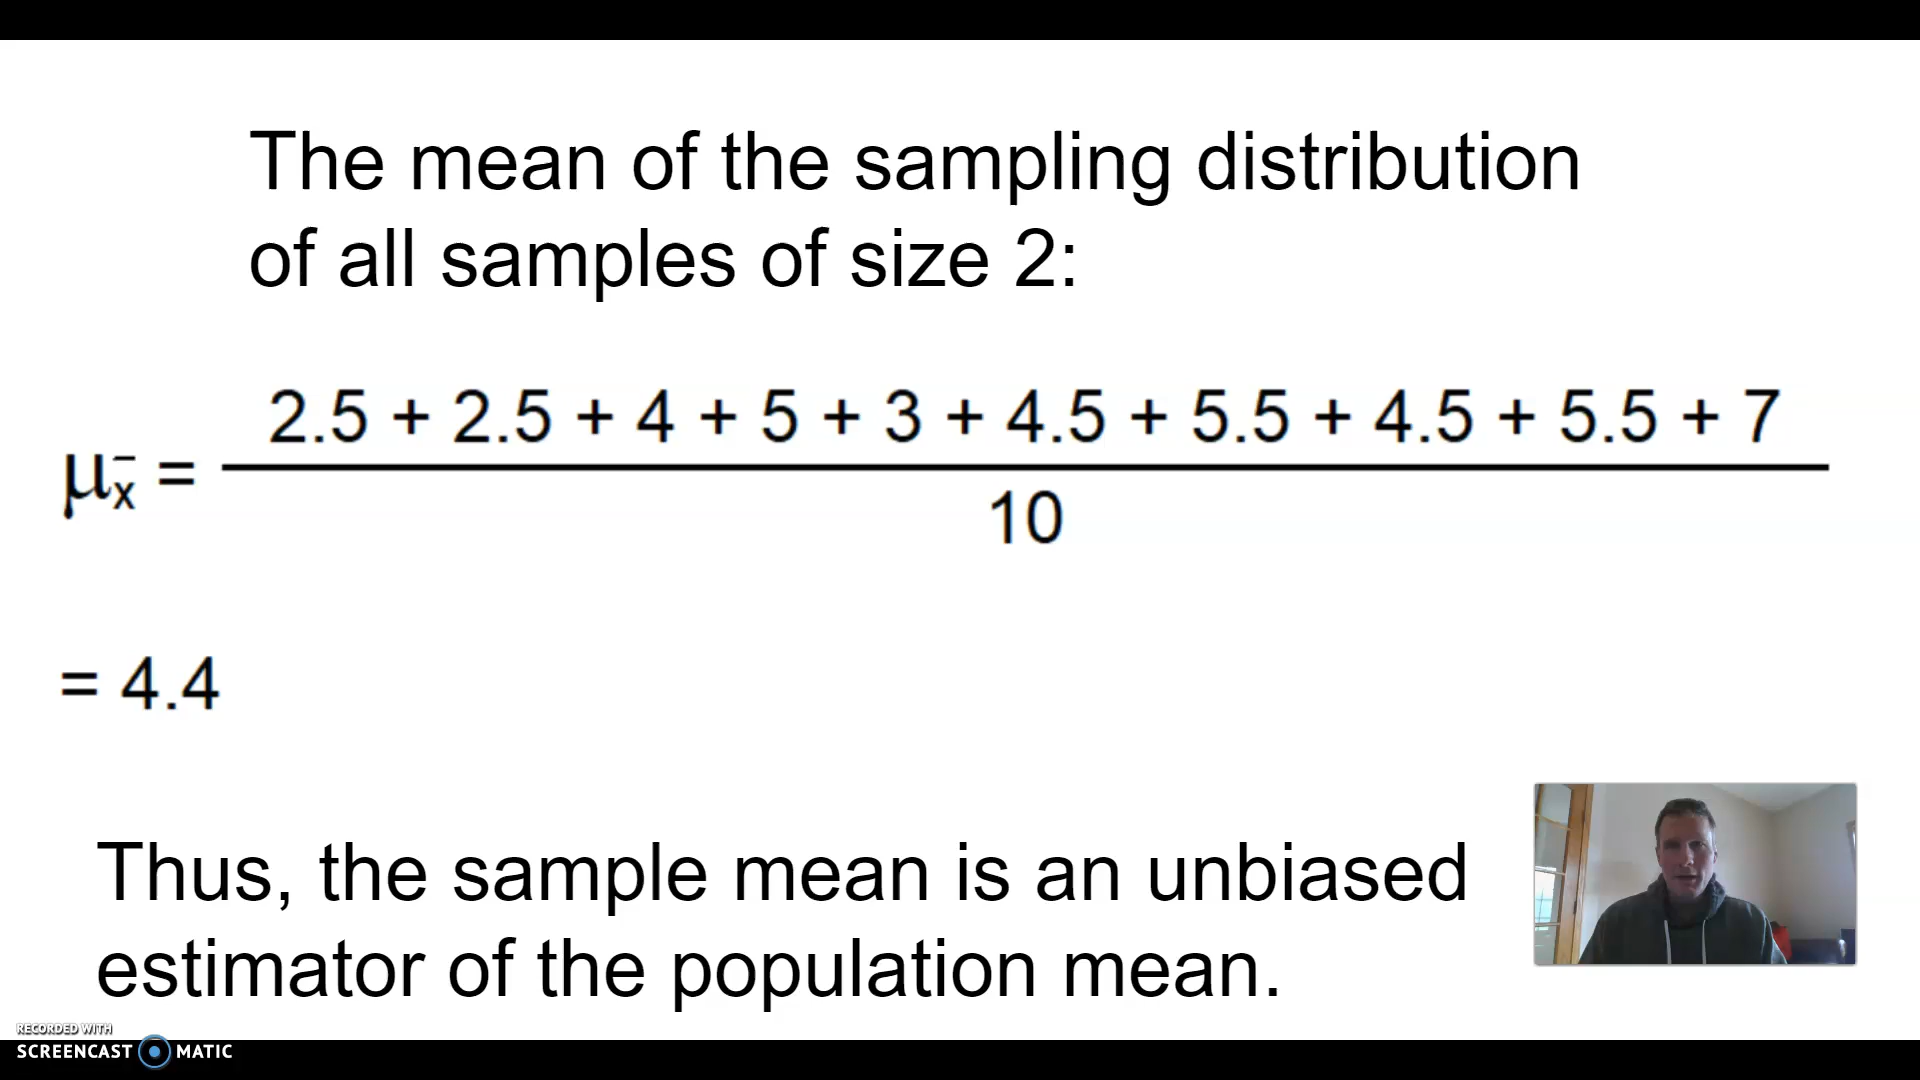 The mean of the sampling distribution
of all samples of size 2:
2.5 + 2.5 + 4 + 5 + 3 + 4.5 + 5.5 + 4.5 + 5.5 + 7
μx̄ =
10
= 4.4
Thus, the sample mean is an unbiased
estimator of the population mean.
RECORDED WITH
SCREENCAST MATIC